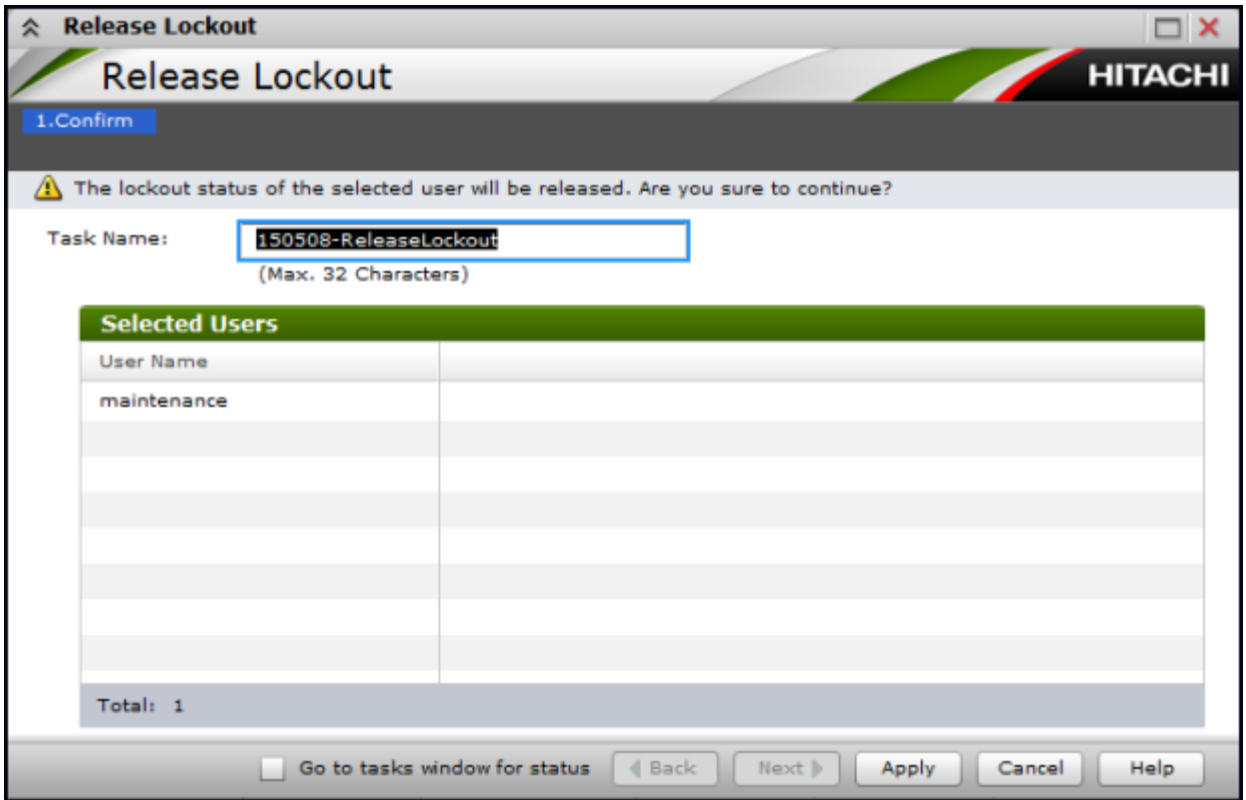 Release Lockout
Release Lockout
HITACHI
1.Confirm
The lockout status of the selected user will be released. Are you sure to continue?
Task Name: 150508-ReleaseLockout
(Max. 32 Characters)
Selected Users
User Name
maintenance
Total: 1
Go to tasks window for status Back Next Apply Cancel Help